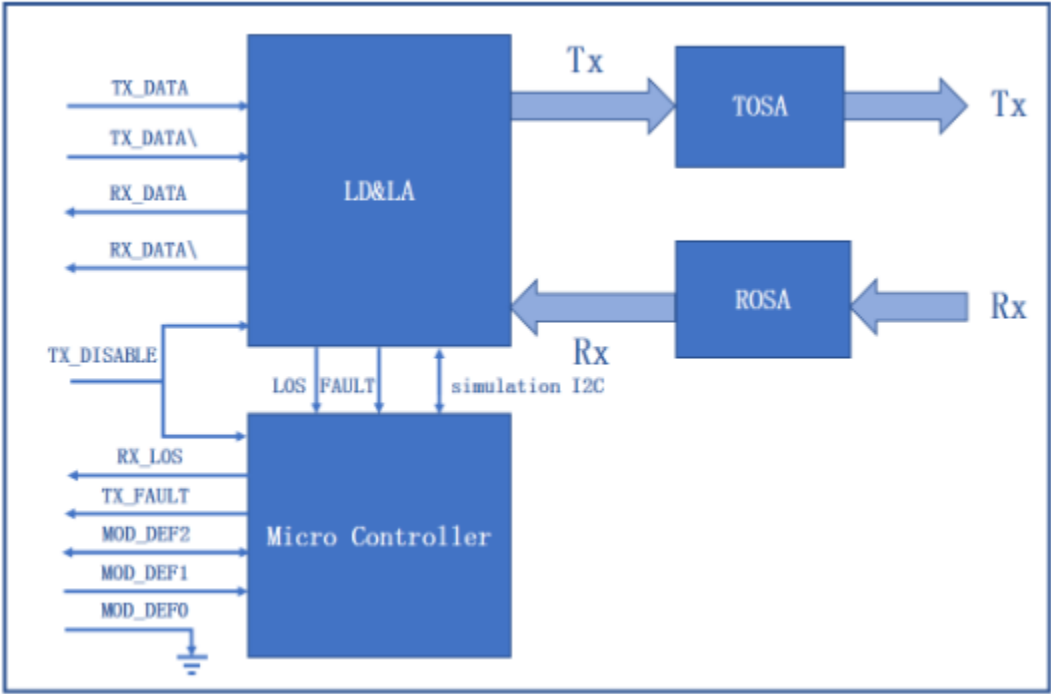 Tx
TX_DATA
TOSA
Tx
TX_DATA\
LD&LA
RX_DATA
RX_DATA\
ROSA
Rx
Rx
TX_DISABLE
LOS FAULT
simulation I2C
RX_LOS
TX_FAULT
MOD_DEF2
Micro Controller
MOD_DEF1
MOD_DEF0